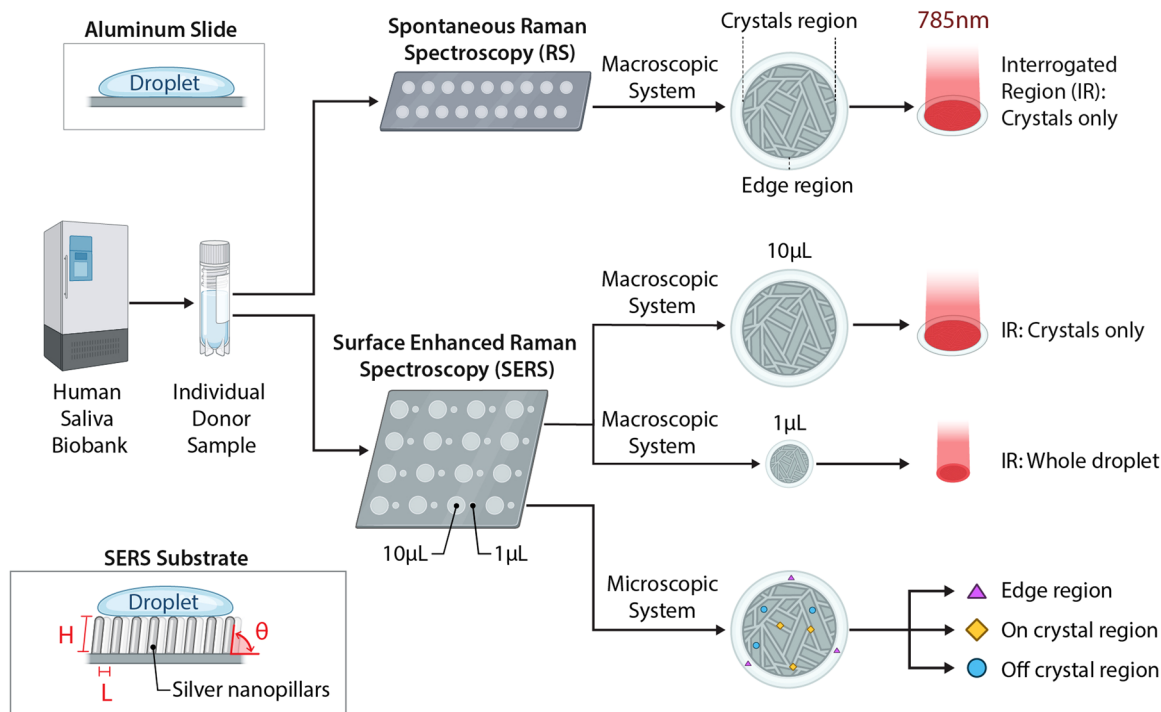 Aluminum Slide
Droplet
Spontaneous Raman
Spectroscopy (RS)
Macroscopic
System
Crystals region
Edge region
785nm
Interrogated
Region (IR):
Crystals only
Human
Saliva
Biobank
Individual
Donor
Sample
Surface Enhanced Raman
Spectroscopy (SERS)
10µL
1µL
Macroscopic
System
10µL
IR: Crystals only
Macroscopic
System
1µL
IR: Whole droplet
Microscopic
System
Edge region
On crystal region
Off crystal region
SERS Substrate
Droplet
H
θ
L
Silver nanopillars